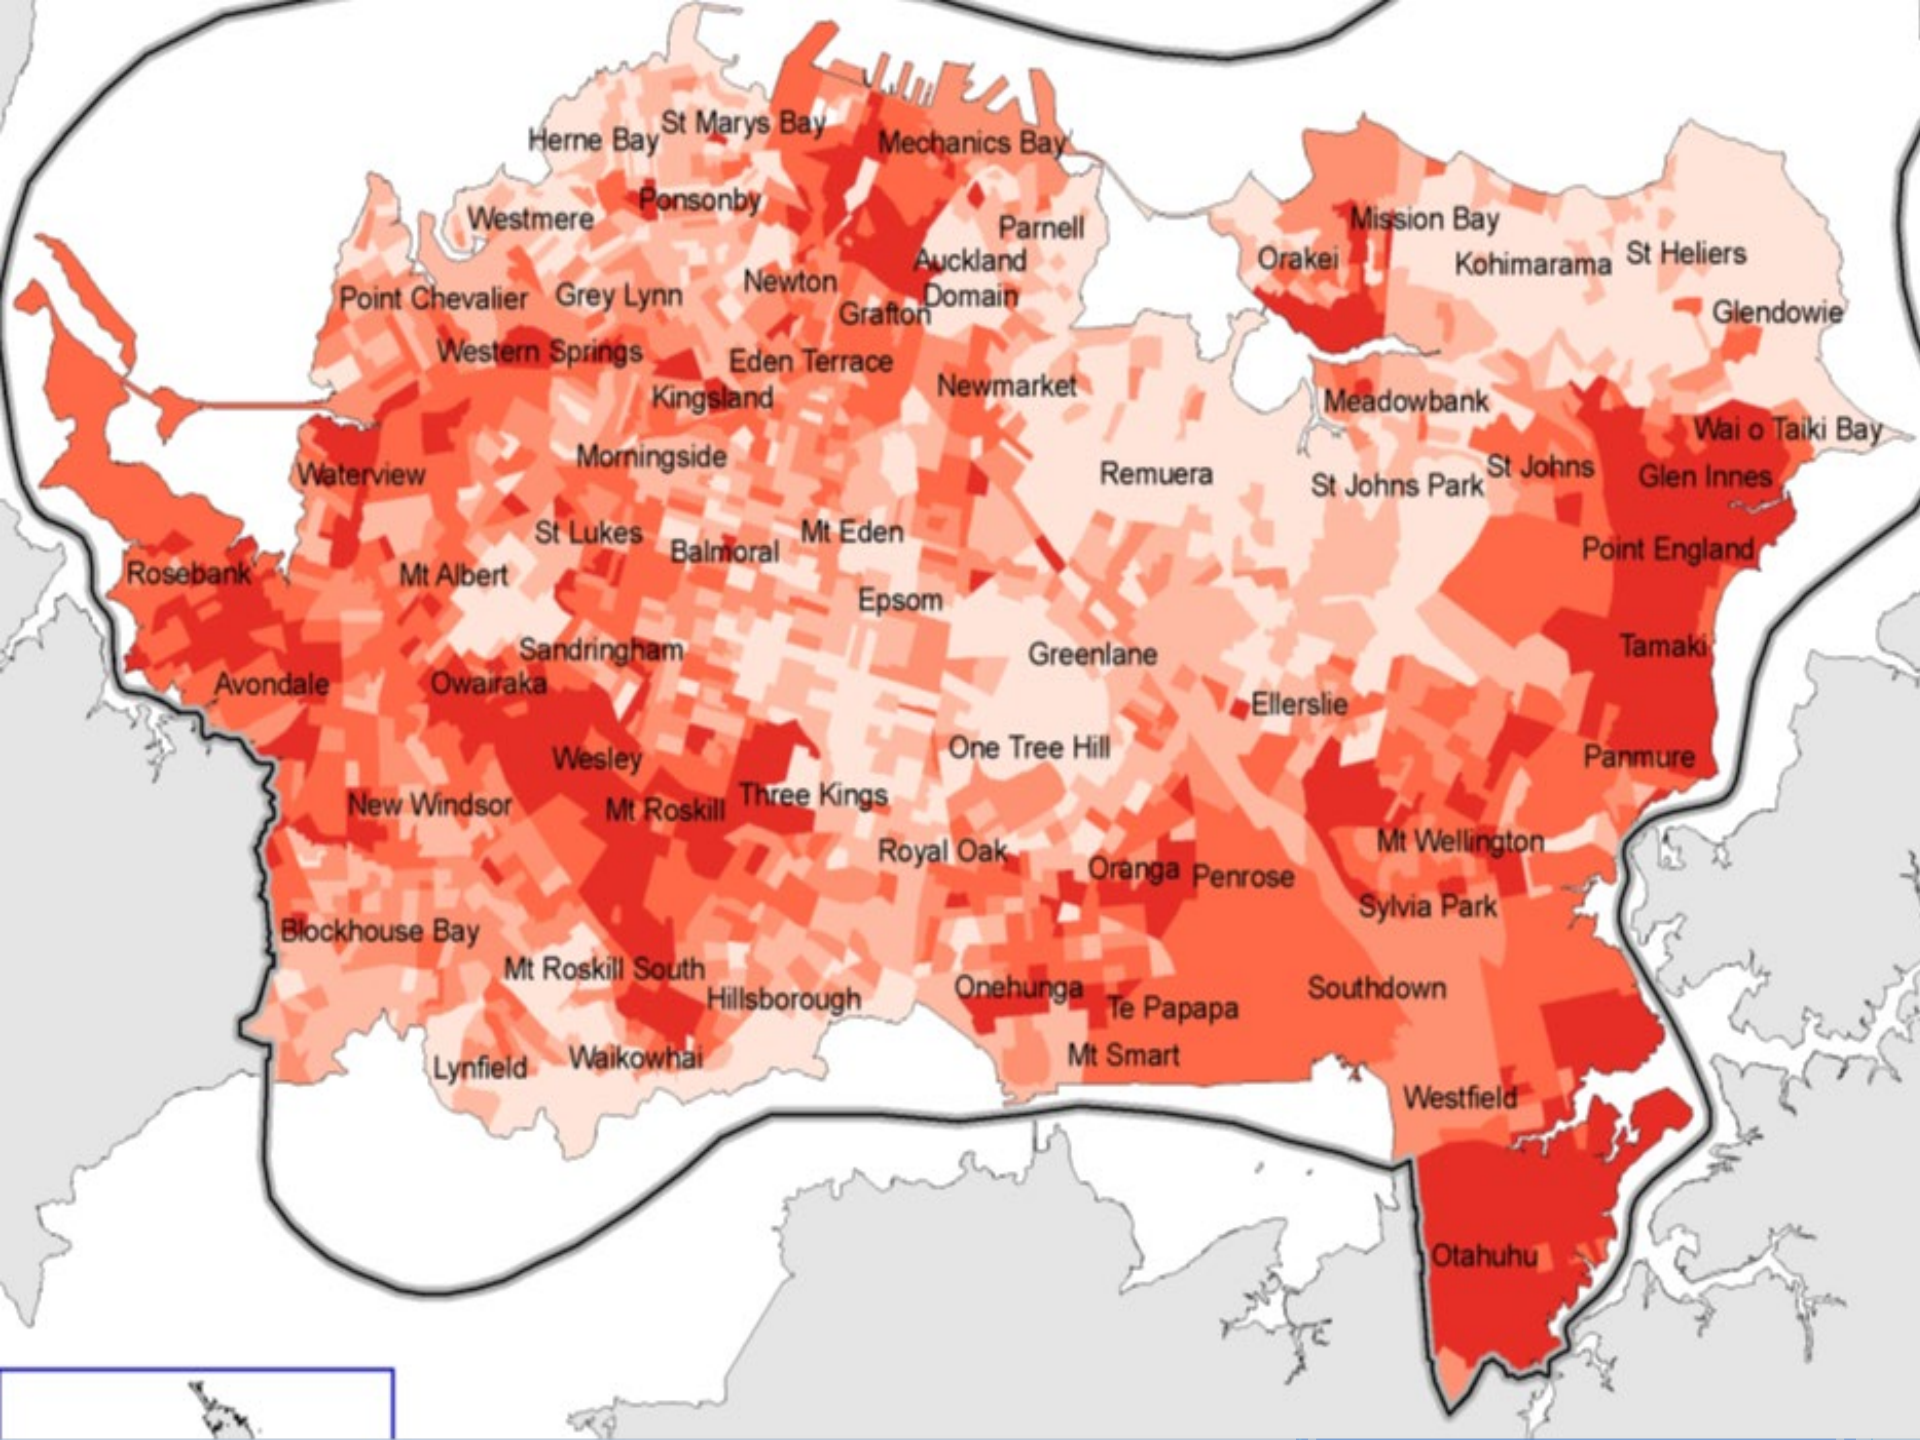 St Marys Bay
Herne Bay
Mechanics Bay
Ponsonby
Westmere
Parnell
Mission Bay
Auckland
Domain
Orakei
Kohimarama
St Heliers
Newton
Point Chevalier
Grey Lynn
Grafton
Glendowie
Western Springs
Eden Terrace
Newmarket
Kingsland
Meadowbank
Wai o Taiki Bay
Morningside
Waterview
Remuera
St Johns Park
St Johns
Glen Innes
St Lukes
Mt Eden
Balmoral
Point England
Rosebank
Mt Albert
Epsom
Sandringham
Greenlane
Tamaki
Avondale
Owairaka
Ellerslie
One Tree Hill
Wesley
Panmure
New Windsor
Mt Roskill
Three Kings
Royal Oak
Mt Wellington
Oranga
Penrose
Sylvia Park
Blockhouse Bay
Mt Roskill South
Hillsborough
Onehunga
Te Papapa
Southdown
Lynfield
Waikowhai
Mt Smart
Westfield
Otahuhu